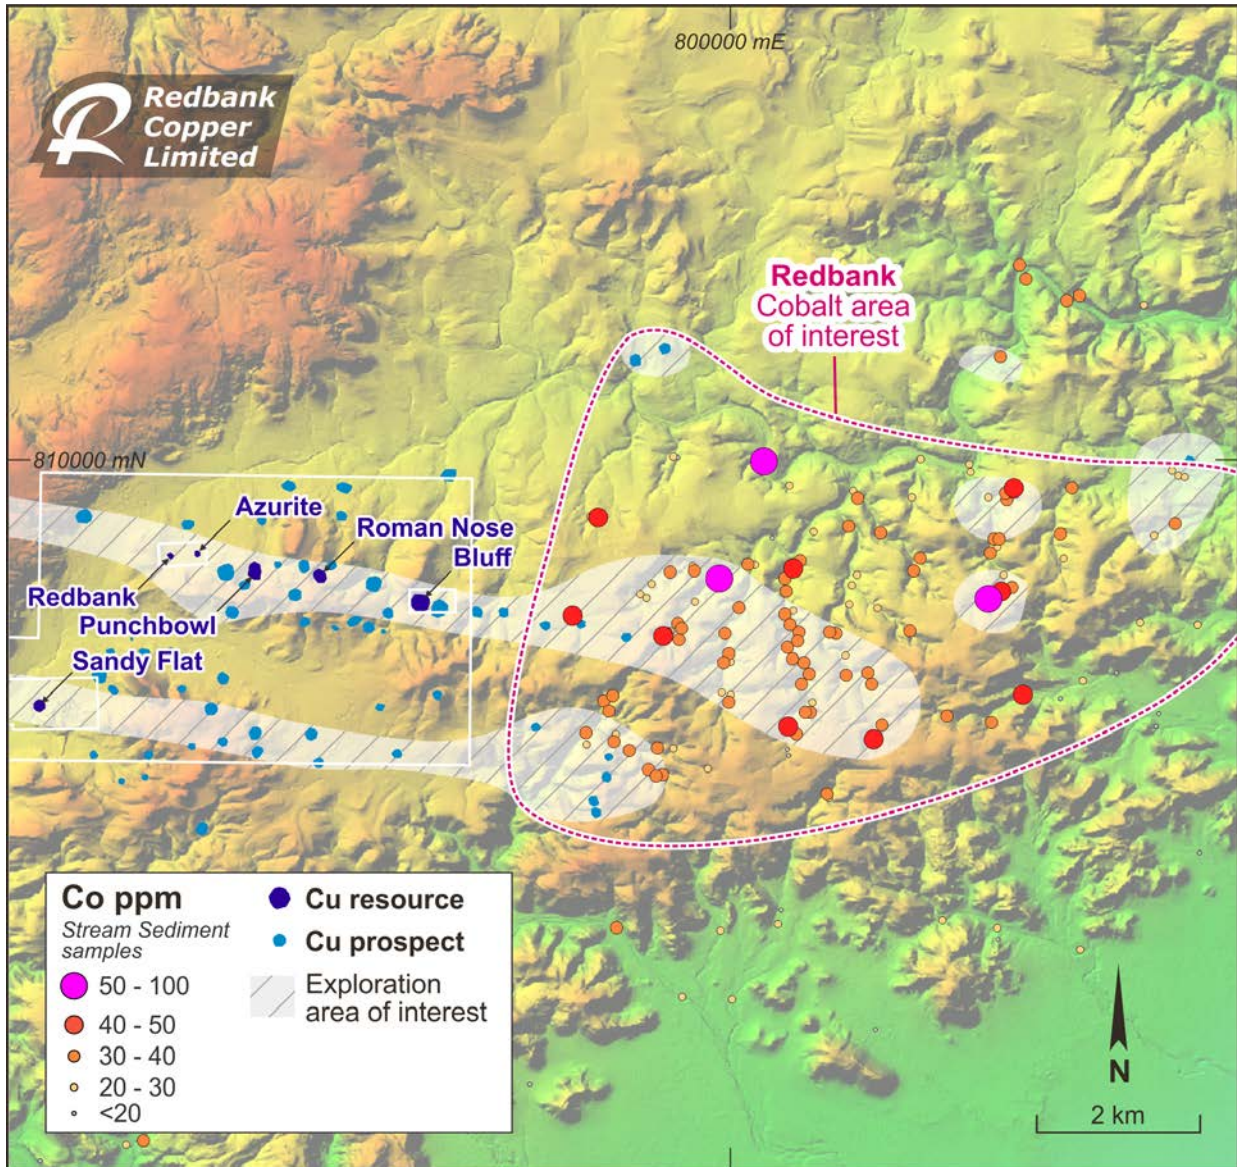 800000 mE
Redbank
Copper
Limited
Redbank
Cobalt area
of interest
810000 mN
Azurite
Roman Nose
Bluff
Redbank
Punchbowl
Sandy Flat
Co ppm
Stream Sediment
samples
50 - 100
40 - 50
30 - 40
20 - 30
<20
Cu resource
Cu prospect
Exploration
area of interest
N
2 km